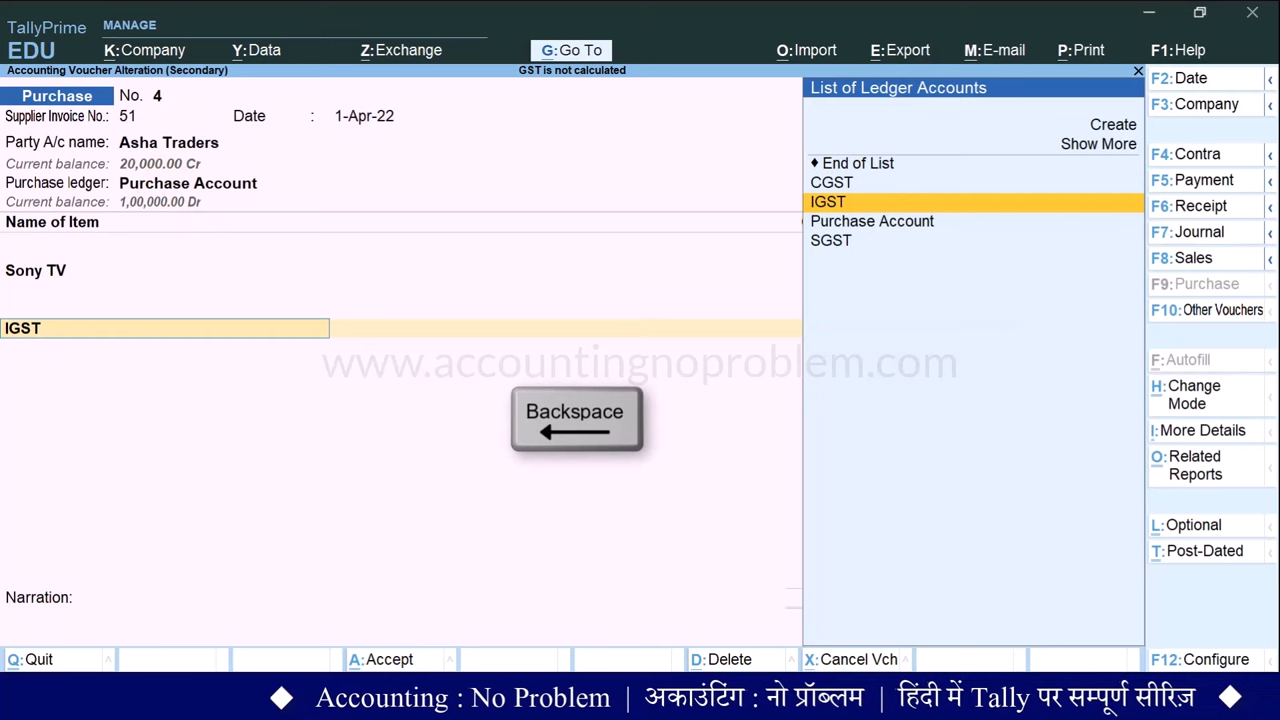 TallyPrime
EDU
MANAGE
K:Company
Y:Data
Z:Exchange
G:Go To
O:Import
E:Export
M:E-mail
P:Print
F1:Help
Accounting Voucher Alteration (Secondary)
GST is not calculated
Purchase No. 4
Supplier Invoice No.: 51 Date : 1-Apr-22
Party A/c name: Asha Traders
Current balance: 20,000.00 Cr
Purchase ledger: Purchase Account
Current balance: 1,00,000.00 Dr
Name of Item
Sony TV
IGST
www.accountingnoproblem.com
Backspace
Narration:
List of Ledger Accounts
Create
Show More
♦ End of List
CGST
IGST
Purchase Account
SGST
F2:Date
F3:Company
F4:Contra
F5:Payment
F6:Receipt
F7:Journal
F8:Sales
F9:Purchase
F10:Other Vouchers
F:Autofill
H:Change
Mode
I:More Details
O:Related
Reports
L:Optional
T:Post-Dated
Q:Quit
A:Accept
D:Delete
X:Cancel Vch
F12:Configure
◆ Accounting : No Problem | अकाउंटिंग : नो प्रॉब्लम | हिंदी में Tally पर सम्पूर्ण सीरिज़ ◆